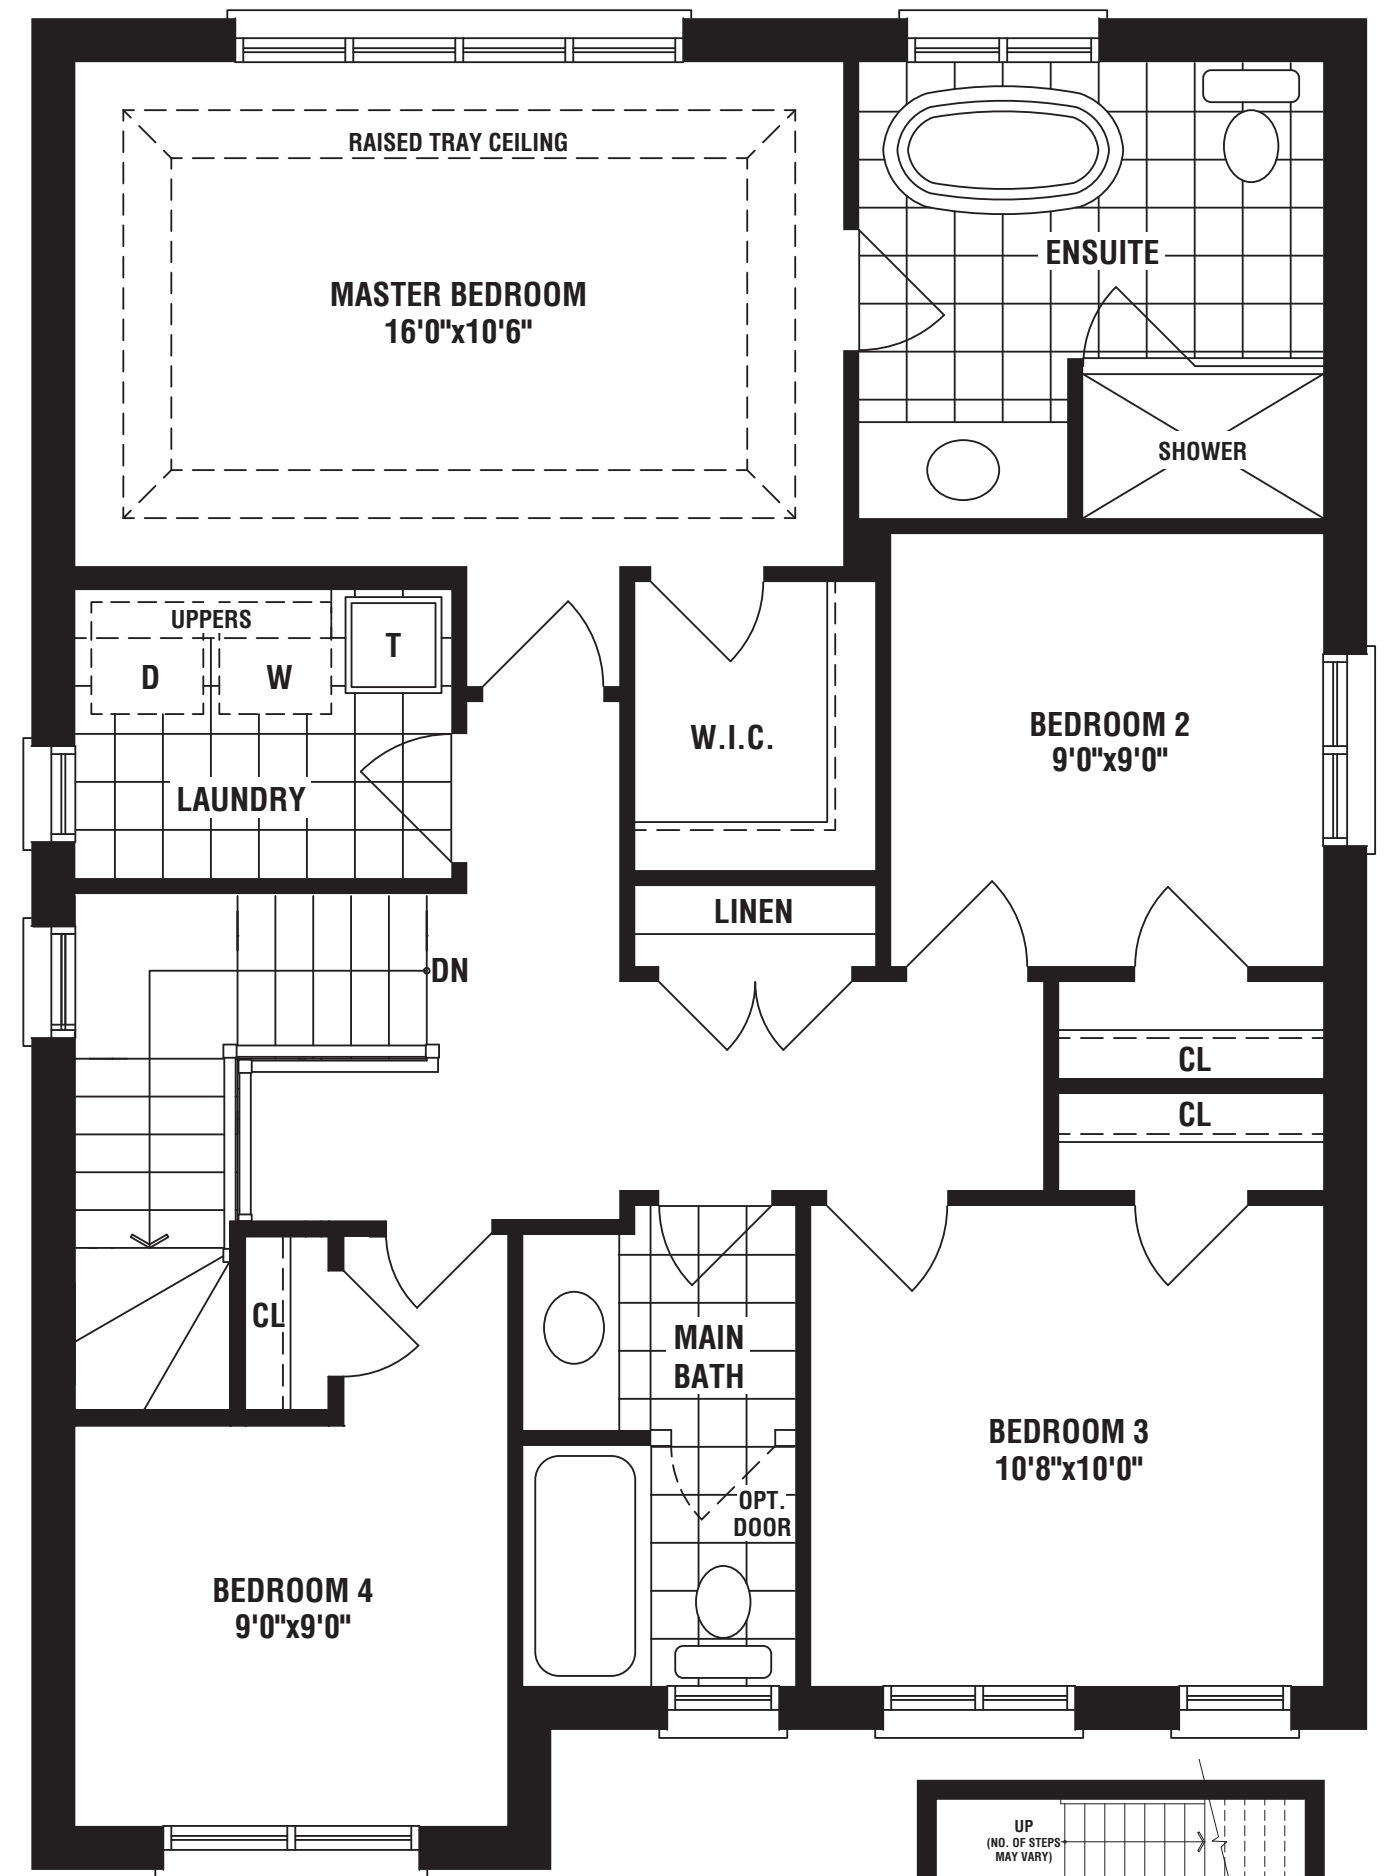 RAISED TRAY CEILING
MASTER BEDROOM
16'0"x10'6"
ENSUITE
SHOWER
UPPERS
D
W
T
LAUNDRY
W.I.C.
BEDROOM 2
9'0"x9'0"
LINEN
DN
CL
CL
CL
MAIN
BATH
OPT.
DOOR
BEDROOM 3
10'8"x10'0"
BEDROOM 4
9'0"x9'0"
UP
(NO. OF STEPS
MAY VARY)